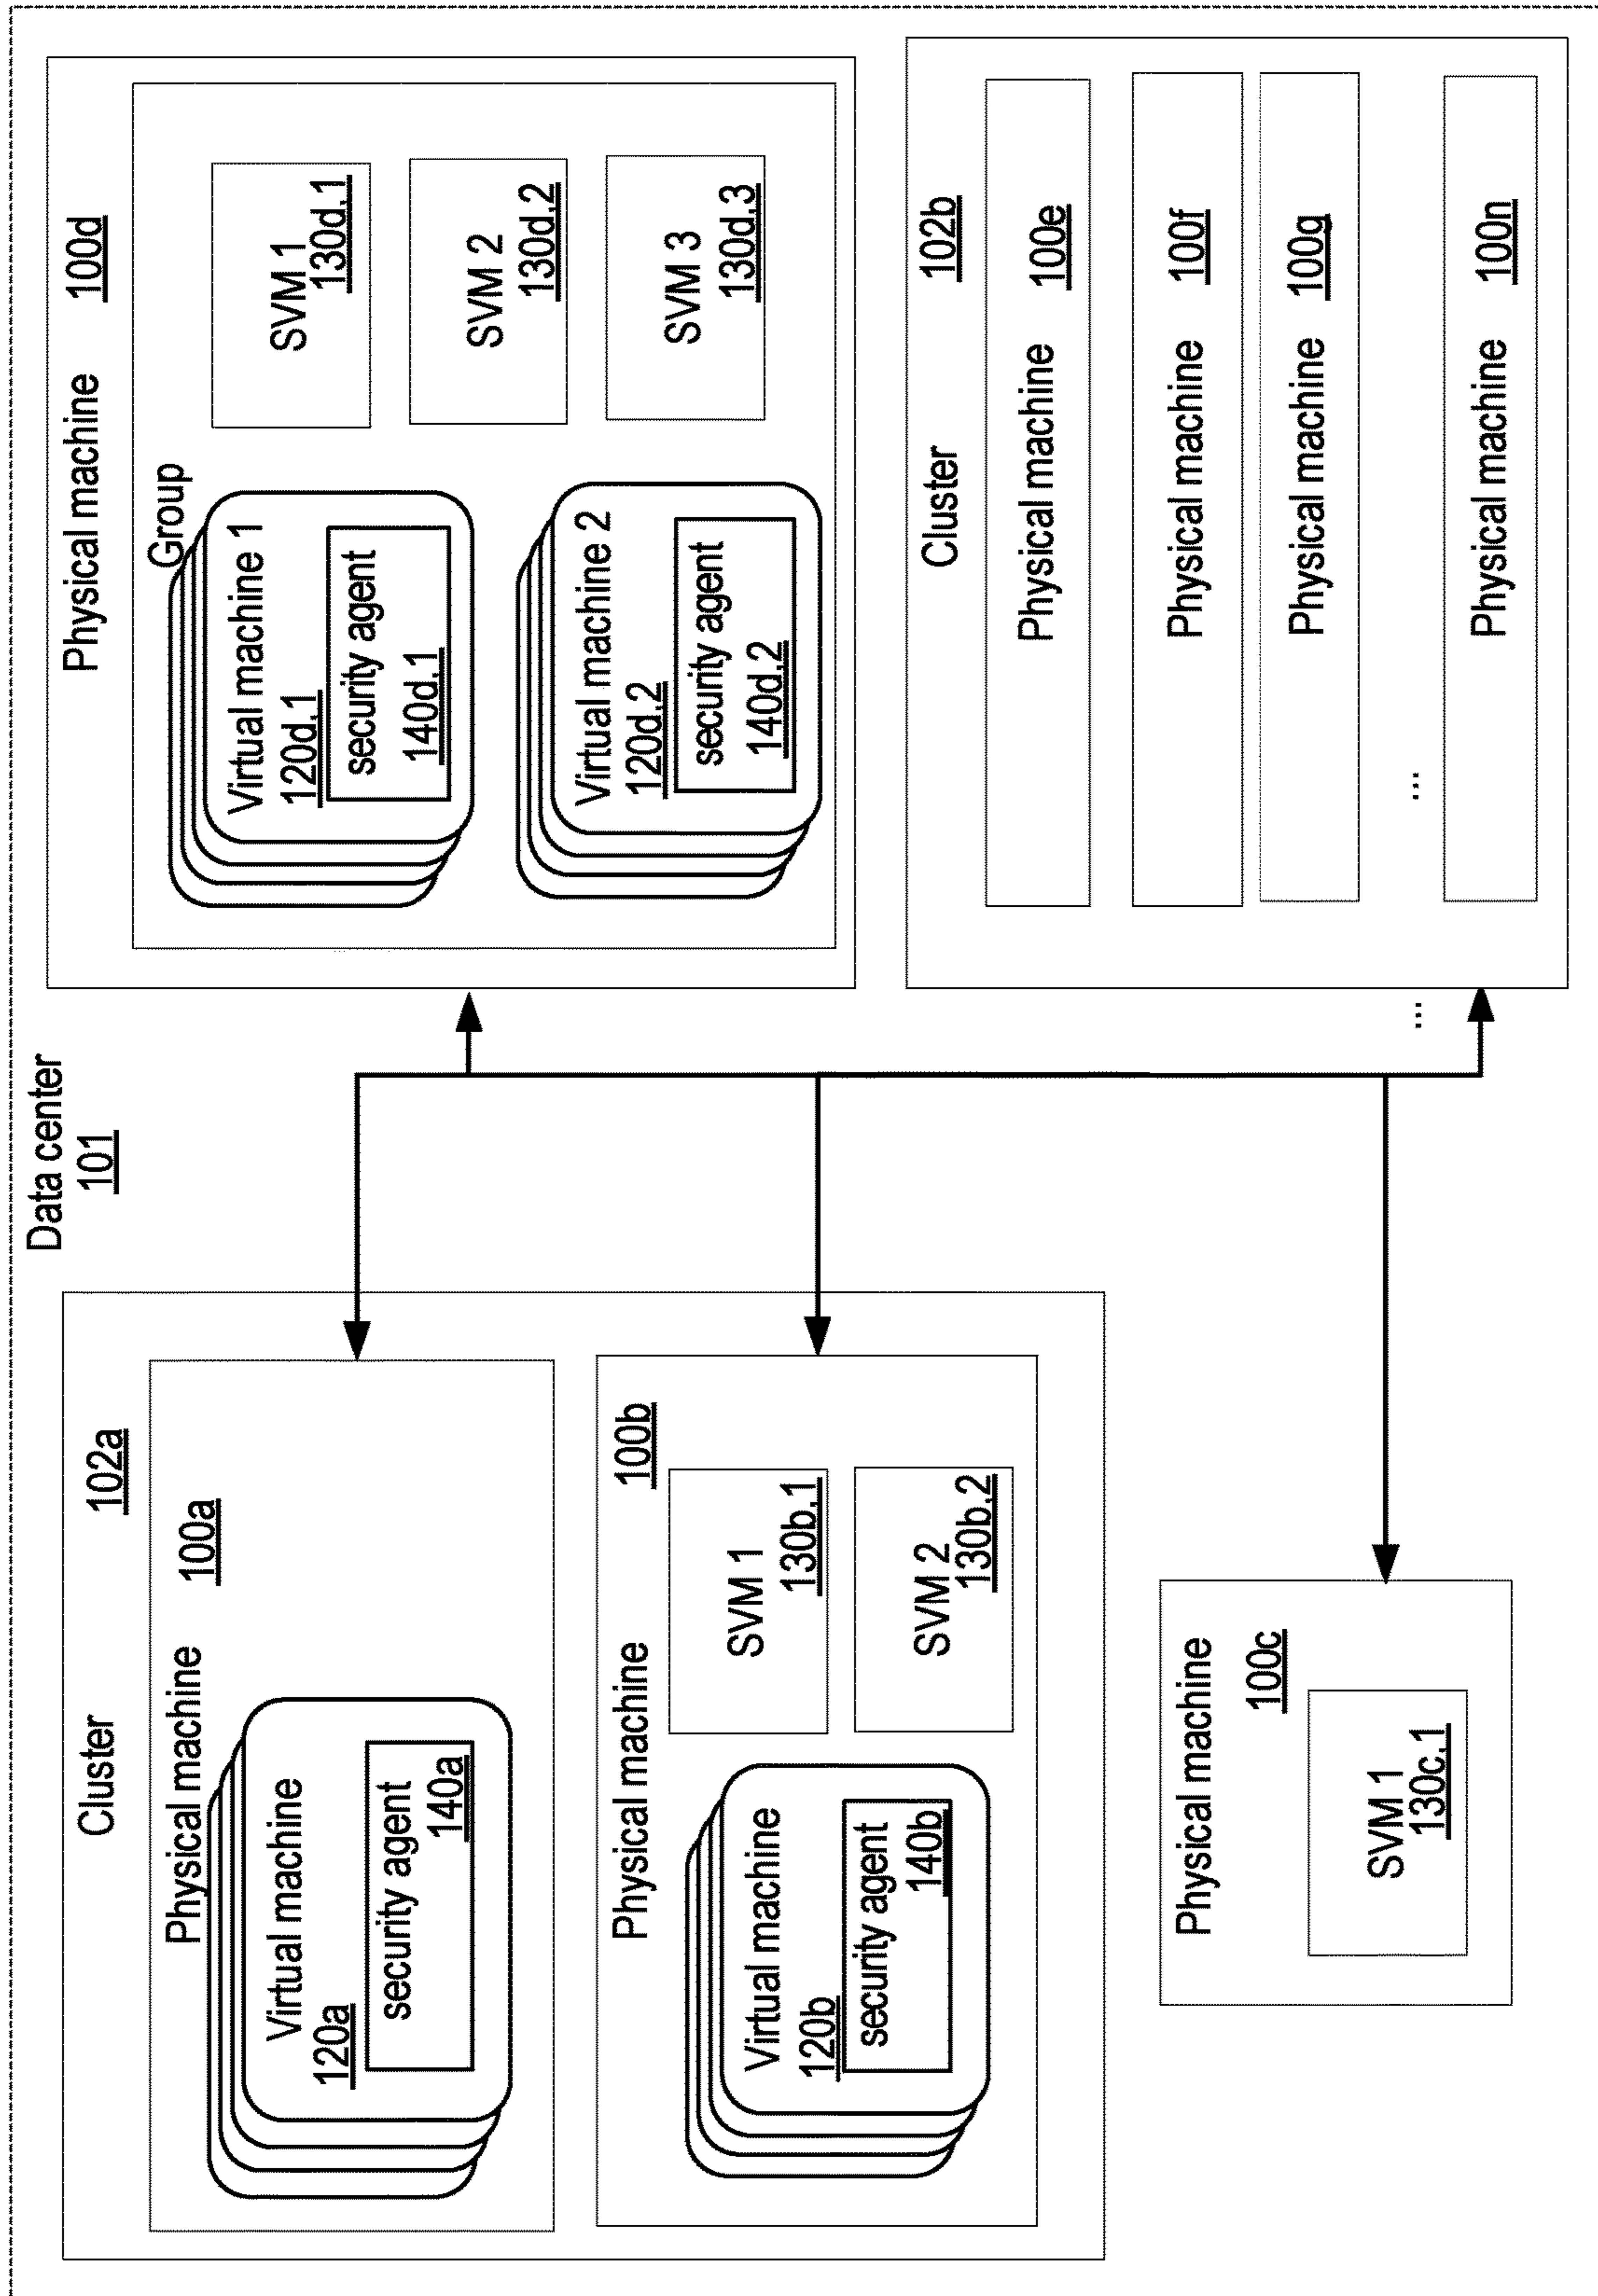 Data center
101
Cluster
102a
Physical machine
100a
Virtual machine
120a
security agent
140a
Physical machine
100b
Virtual machine
120b
security agent
140b
SVM 1
130b.1
SVM 2
130b.2
Physical machine
100c
SVM 1
130c.1
Physical machine
100d
Group
Virtual machine 1
120d.1
security agent
140d.1
Virtual machine 2
120d.2
security agent
140d.2
SVM 1
130d.1
SVM 2
130d.2
SVM 3
130d.3
Cluster
102b
Physical machine
100e
Physical machine
100f
Physical machine
100g
...
Physical machine
100n
...